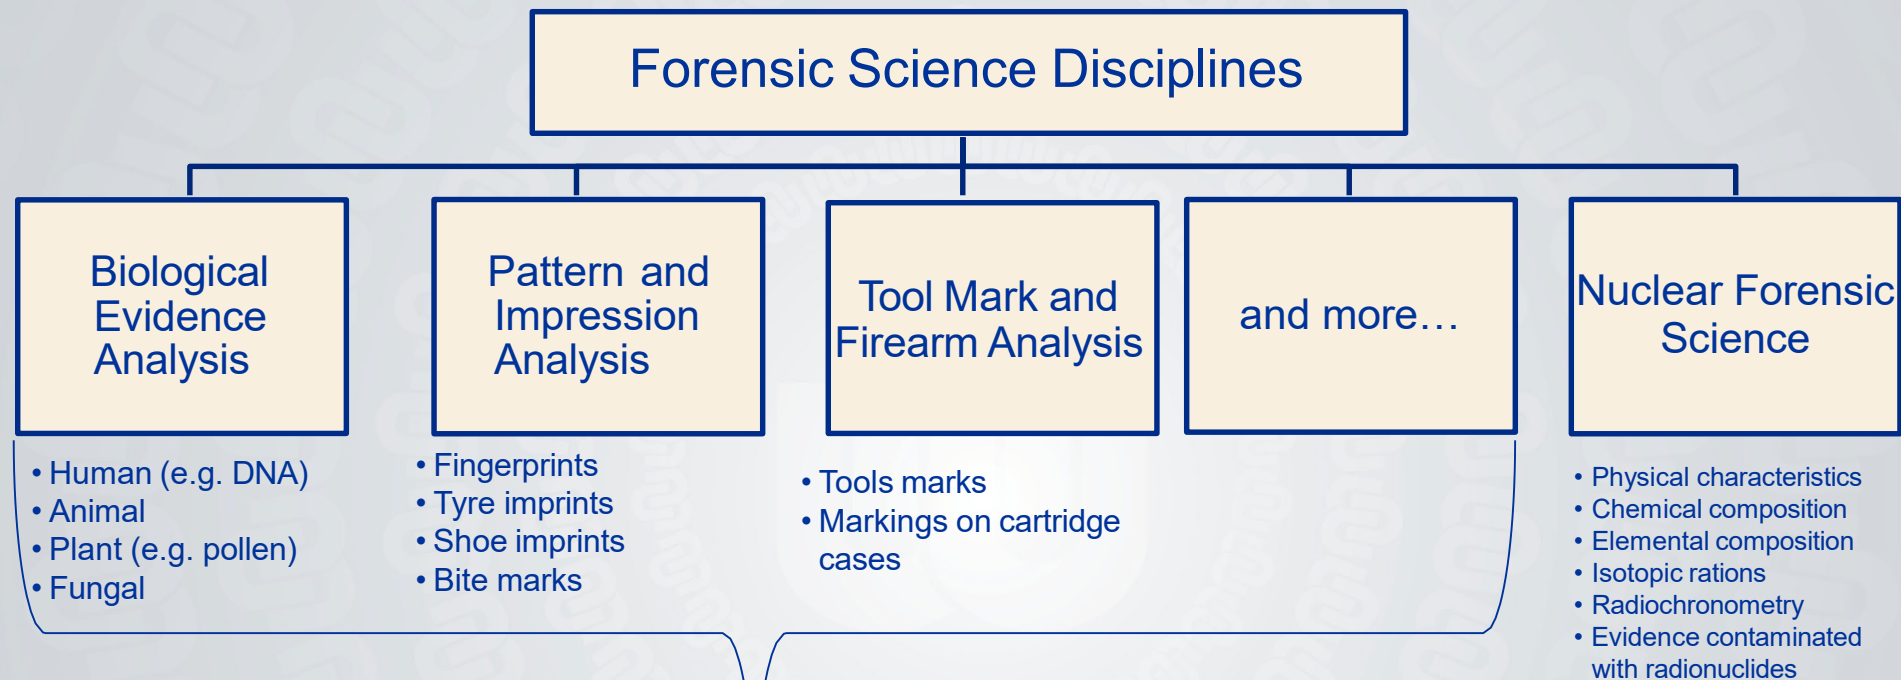 Forensic Science Disciplines
Biological
Evidence
Analysis
• Human (e.g. DNA)
• Animal
• Plant (e.g. pollen)
• Fungal
Pattern and
Impression
Analysis
• Fingerprints
• Tyre imprints
• Shoe imprints
• Bite marks
Tool Mark and
Firearm Analysis
• Tools marks
• Markings on cartridge
cases
and more…
Nuclear Forensic
Science
• Physical characteristics
• Chemical composition
• Elemental composition
• Isotopic rations
• Radiochronometry
• Evidence contaminated
with radionuclides